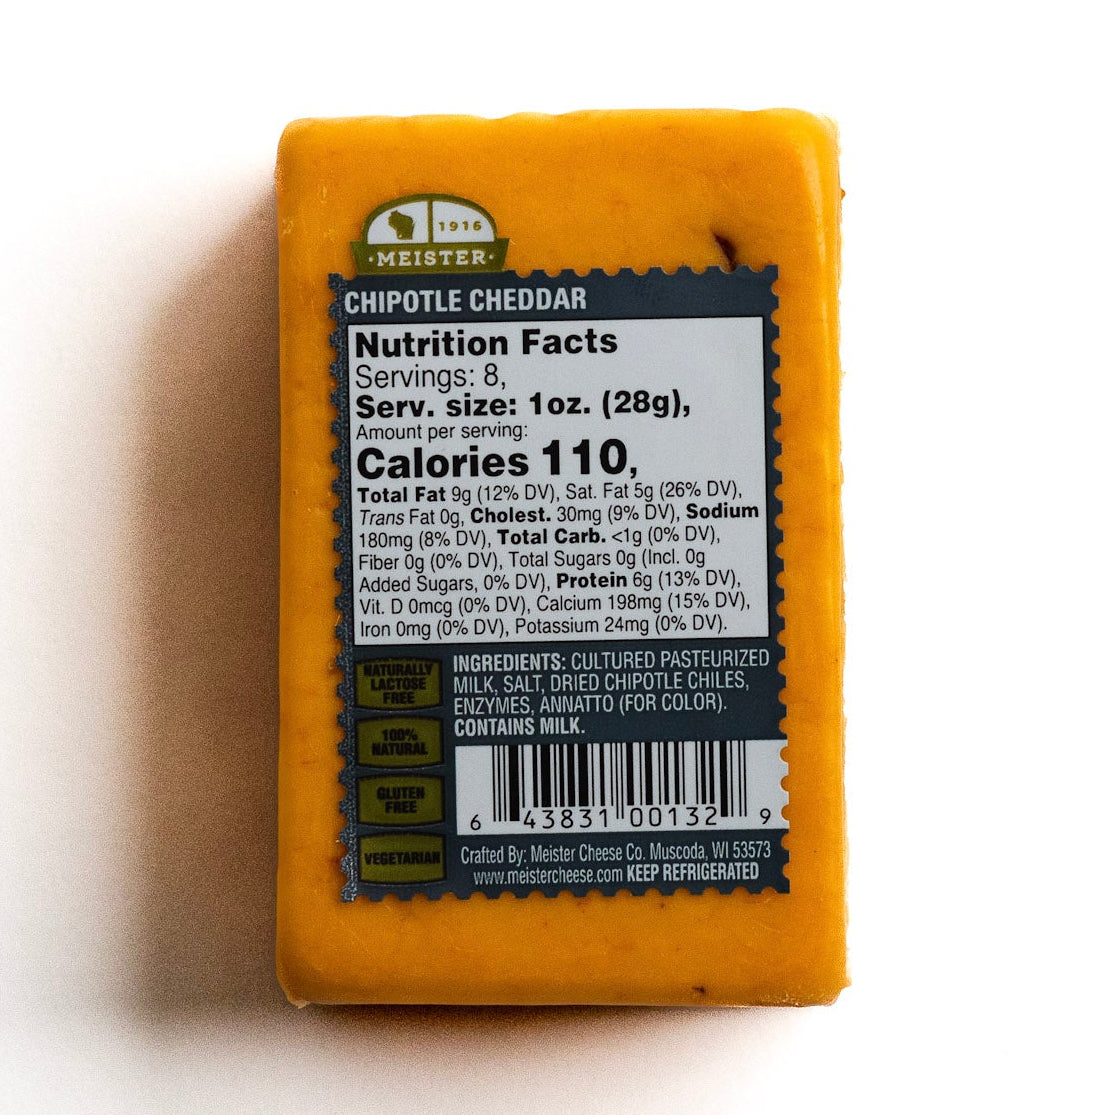 1916
·MEISTER·
CHIPOTLE CHEDDAR
Nutrition Facts
Servings: 8,
Serv. size: 1oz. (28g),
Amount per serving:
Calories 110,
Total Fat 9g (12% DV), Sat. Fat 5g (26% DV),
Trans Fat 0g, Cholest. 30mg (9% DV), Sodium
180mg (8% DV), Total Carb. <1g (0% DV),
Fiber 0g (0% DV), Total Sugars 0g (Incl. 0g
Added Sugars, 0% DV), Protein 6g (13% DV),
Vit. D 0mcg (0% DV), Calcium 198mg (15% DV),
Iron 0mg (0% DV), Potassium 24mg (0% DV).
NATURALLY
LACTOSE
FREE
100%
NATURAL
GLUTEN
FREE
VEGETARIAN
INGREDIENTS: CULTURED PASTEURIZED
MILK, SALT, DRIED CHIPOTLE CHILES,
ENZYMES, ANNATTO (FOR COLOR).
CONTAINS MILK.
6 43831 00132 9
Crafted By: Meister Cheese Co. Muscoda, WI 53573
www.meistercheese.com KEEP REFRIGERATED